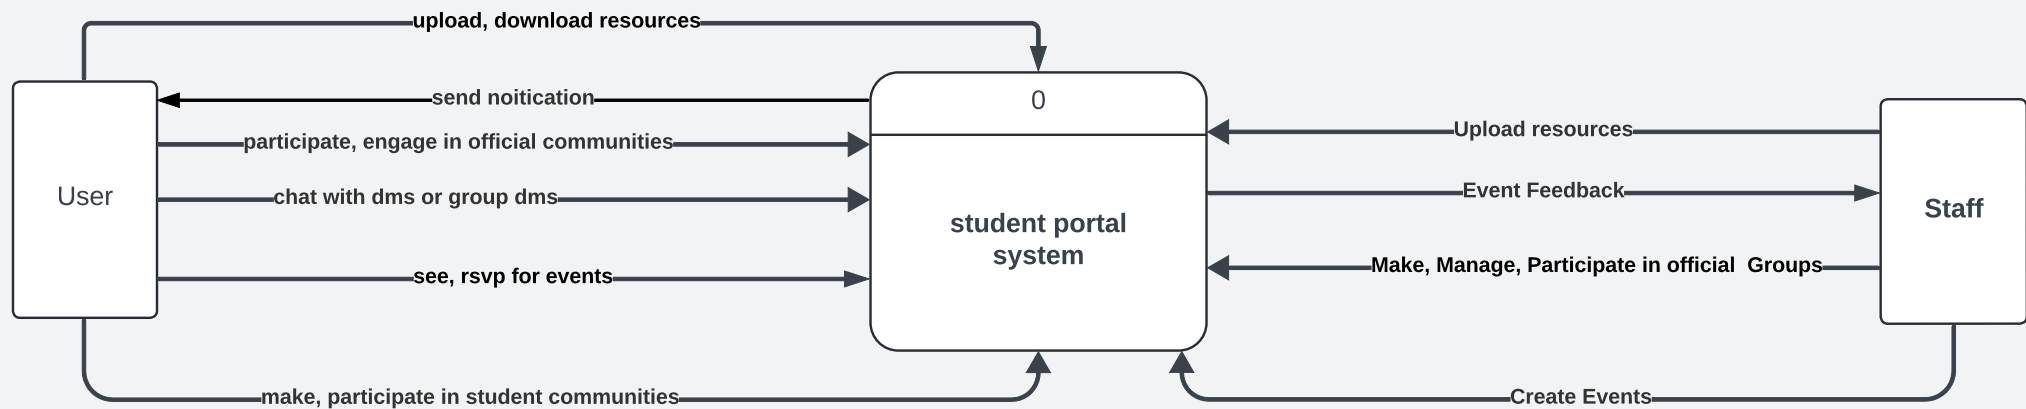 upload, download resources
send noitication
participate, engage in official communities
chat with dms or group dms
see, rsvp for events
make, participate in student communities
User
0
student portal
system
Upload resources
Event Feedback
Make, Manage, Participate in official  Groups
Create Events
Staff